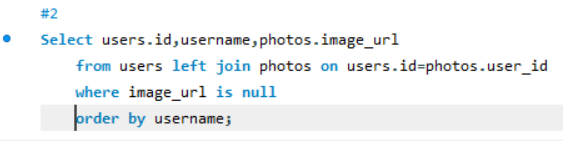 #2
Select users.id,username,photos.image_url
from users left join photos on users.id=photos.user_id
where image_url is null
order by username;